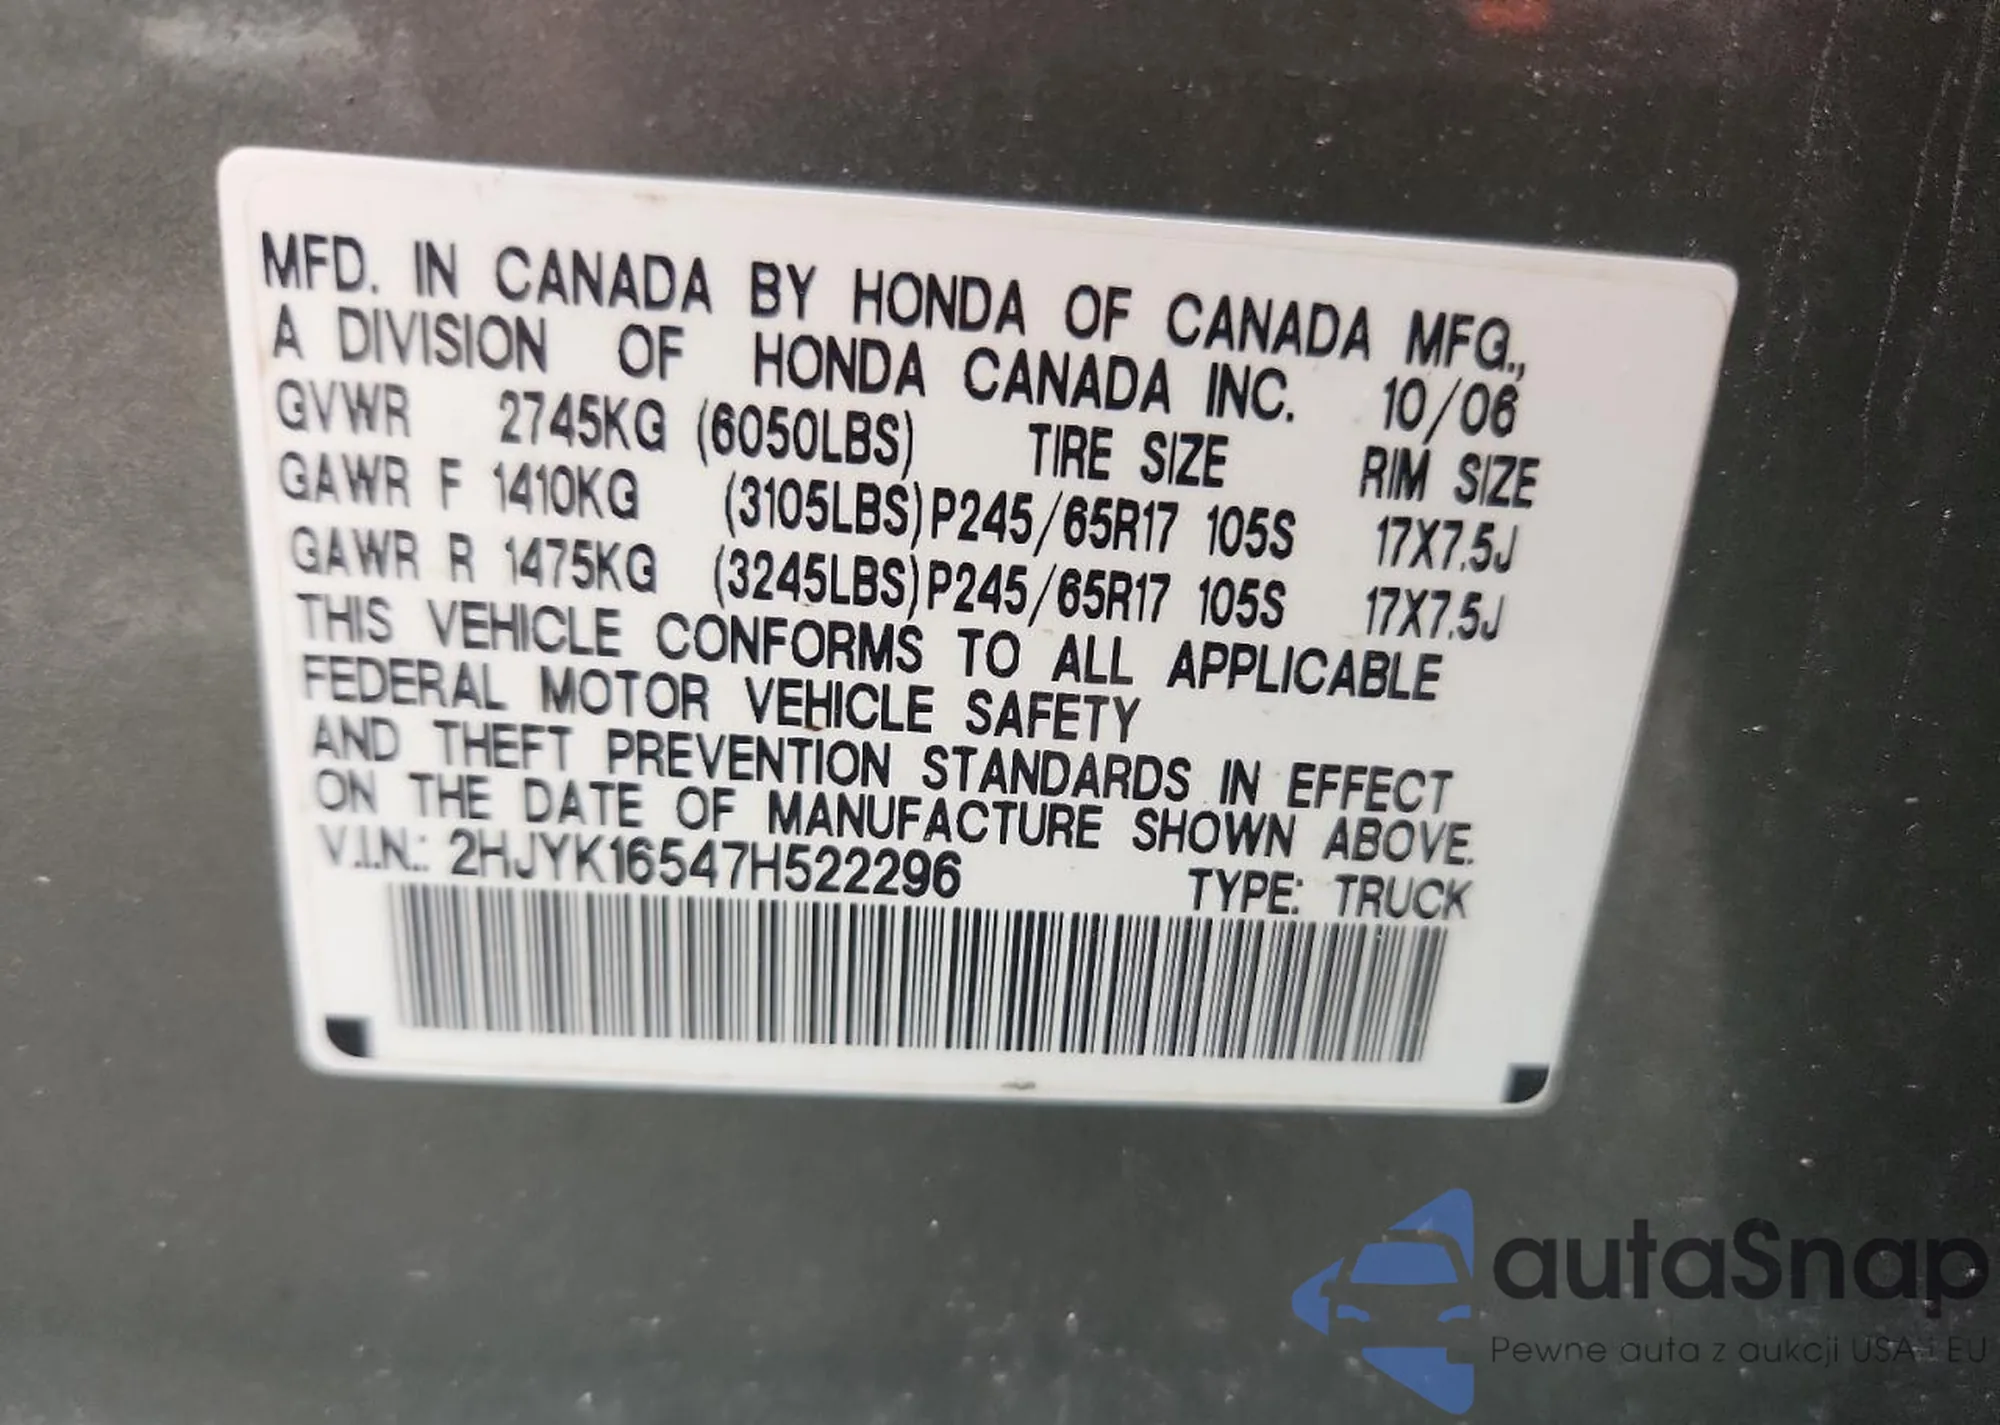 MFD. IN CANADA BY HONDA OF CANADA MFG.,
A DIVISION OF HONDA CANADA INC. 10/06
GVWR 2745KG (6050LBS) TIRE SIZE RIM SIZE
GAWR F 1410KG (3105LBS) P245/65R17 105S 17X7.5J
GAWR R 1475KG (3245LBS) P245/65R17 105S 17X7.5J
THIS VEHICLE CONFORMS TO ALL APPLICABLE
FEDERAL MOTOR VEHICLE SAFETY
AND THEFT PREVENTION STANDARDS IN EFFECT
ON THE DATE OF MANUFACTURE SHOWN ABOVE.
V.I.N.: 2HJYK16547H522296 TYPE: TRUCK
autaSnap
Pewne auta z aukcji USA i EU